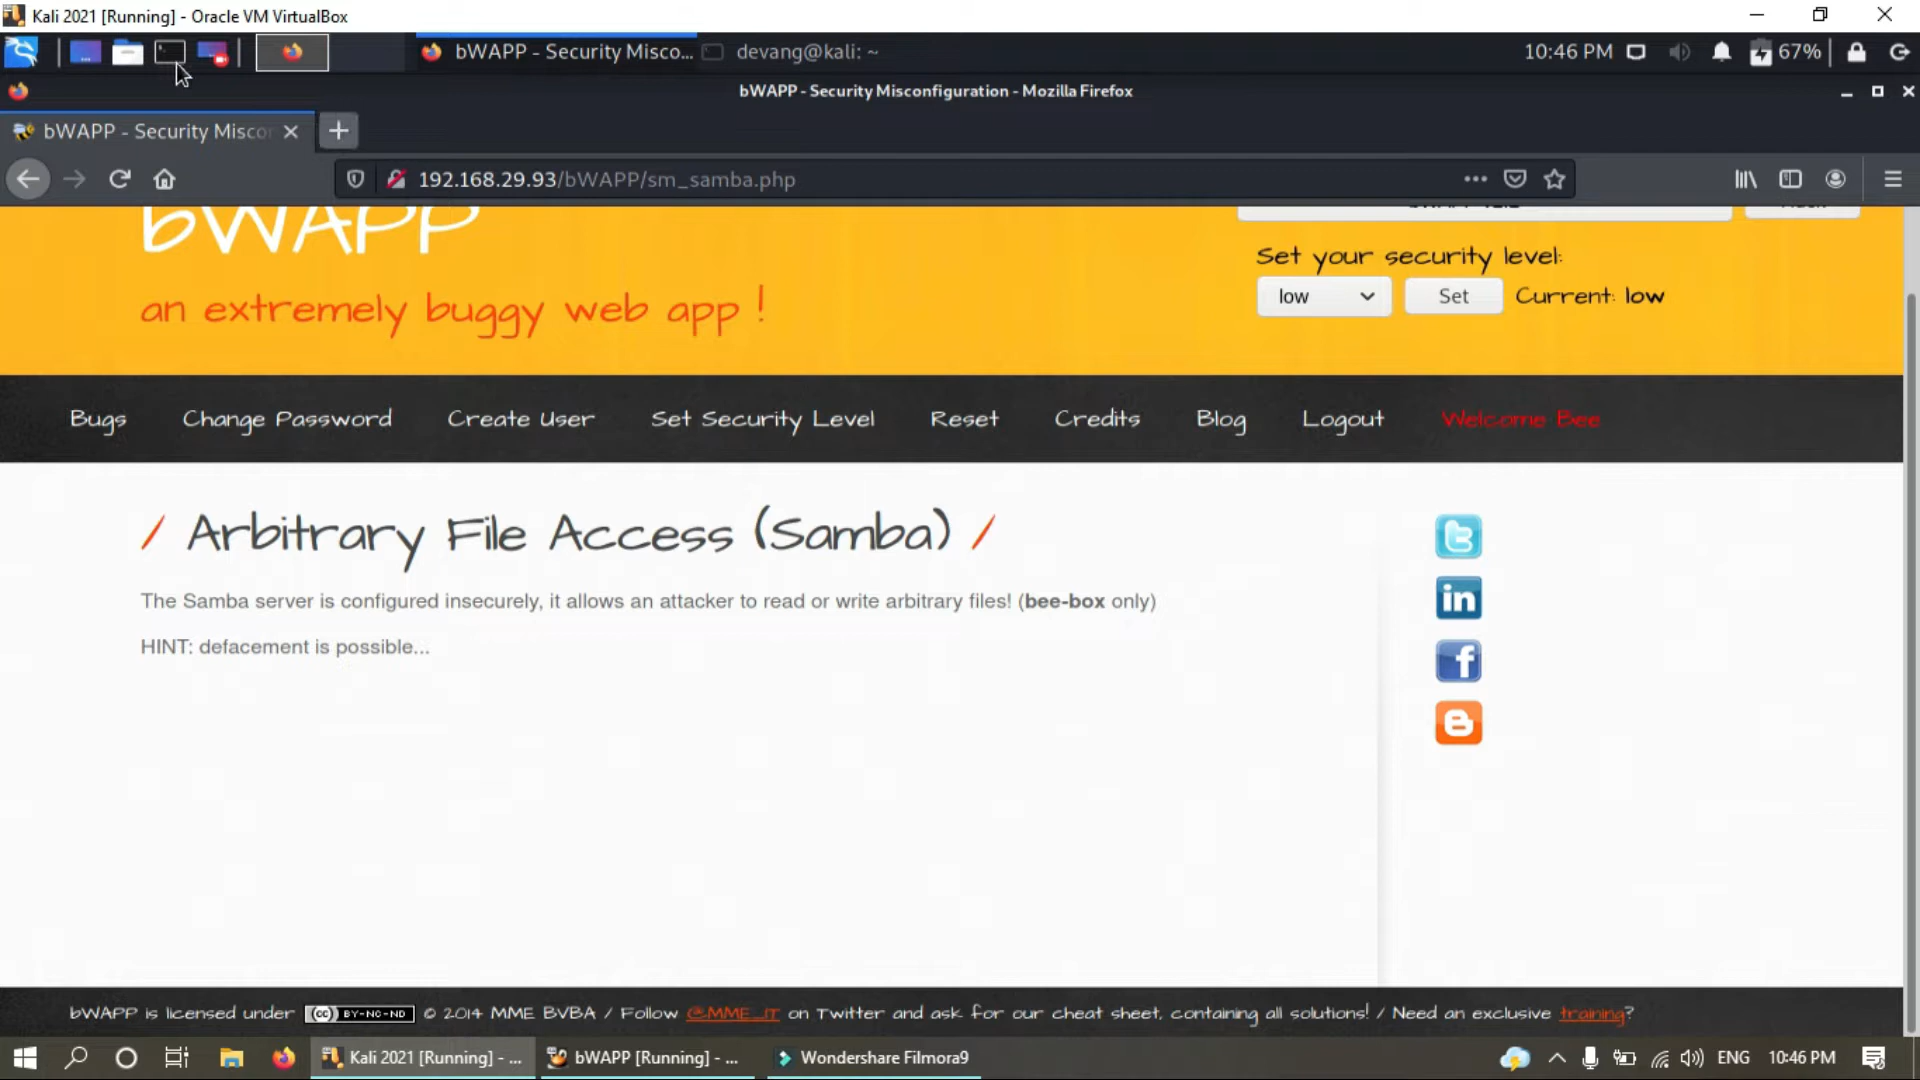 Kali 2021 [Running] - Oracle VM VirtualBox
bWAPP - Security Misco... devang@kali: ~ 10:46 PM 67%
bWAPP - Security Misconfiguration - Mozilla Firefox
bWAPP - Security Misco
192.168.29.93/bWAPP/sm_samba.php
bWAPP
an extremely buggy web app !
Set your security level:
low Set Current: low
Bugs Change Password Create User Set Security Level Reset Credits Blog Logout Welcome Bee
/ Arbitrary File Access (Samba) /
The Samba server is configured insecurely, it allows an attacker to read or write arbitrary files! (bee-box only)
HINT: defacement is possible...
bWAPP is licensed under (cc) BY-NC-ND © 2014 MME BVBA / Follow @MME_IT on Twitter and ask for our cheat sheet, containing all solutions! / Need an exclusive training?
Kali 2021 [Running] - ... bWAPP [Running] - ... Wondershare Filmora9 ENG 10:46 PM